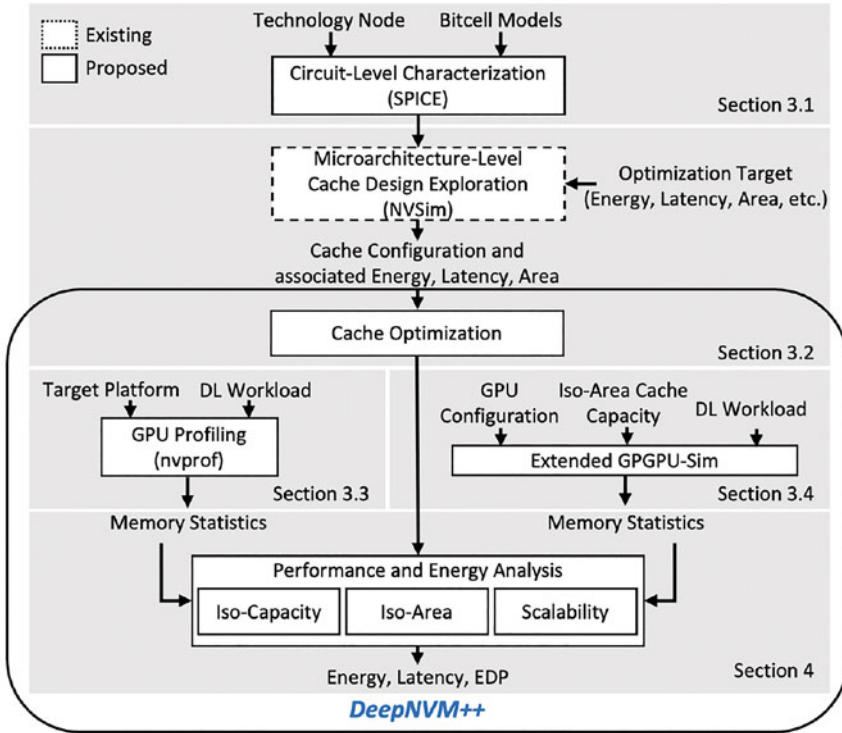 Existing
Proposed
Technology Node
Bitcell Models
Circuit-Level Characterization
(SPICE)
Section 3.1
Microarchitecture-Level
Cache Design Exploration
(NVSim)
Optimization Target
(Energy, Latency, Area, etc.)
Cache Configuration and
associated Energy, Latency, Area
Cache Optimization
Section 3.2
Target Platform
DL Workload
GPU Profiling
(nvprof)
Section 3.3
GPU
Configuration
Iso-Area Cache
Capacity
DL Workload
Extended GPGPU-Sim
Section 3.4
Memory Statistics
Memory Statistics
Performance and Energy Analysis
Iso-Capacity
Iso-Area
Scalability
Energy, Latency, EDP
Section 4
DeepNVM++